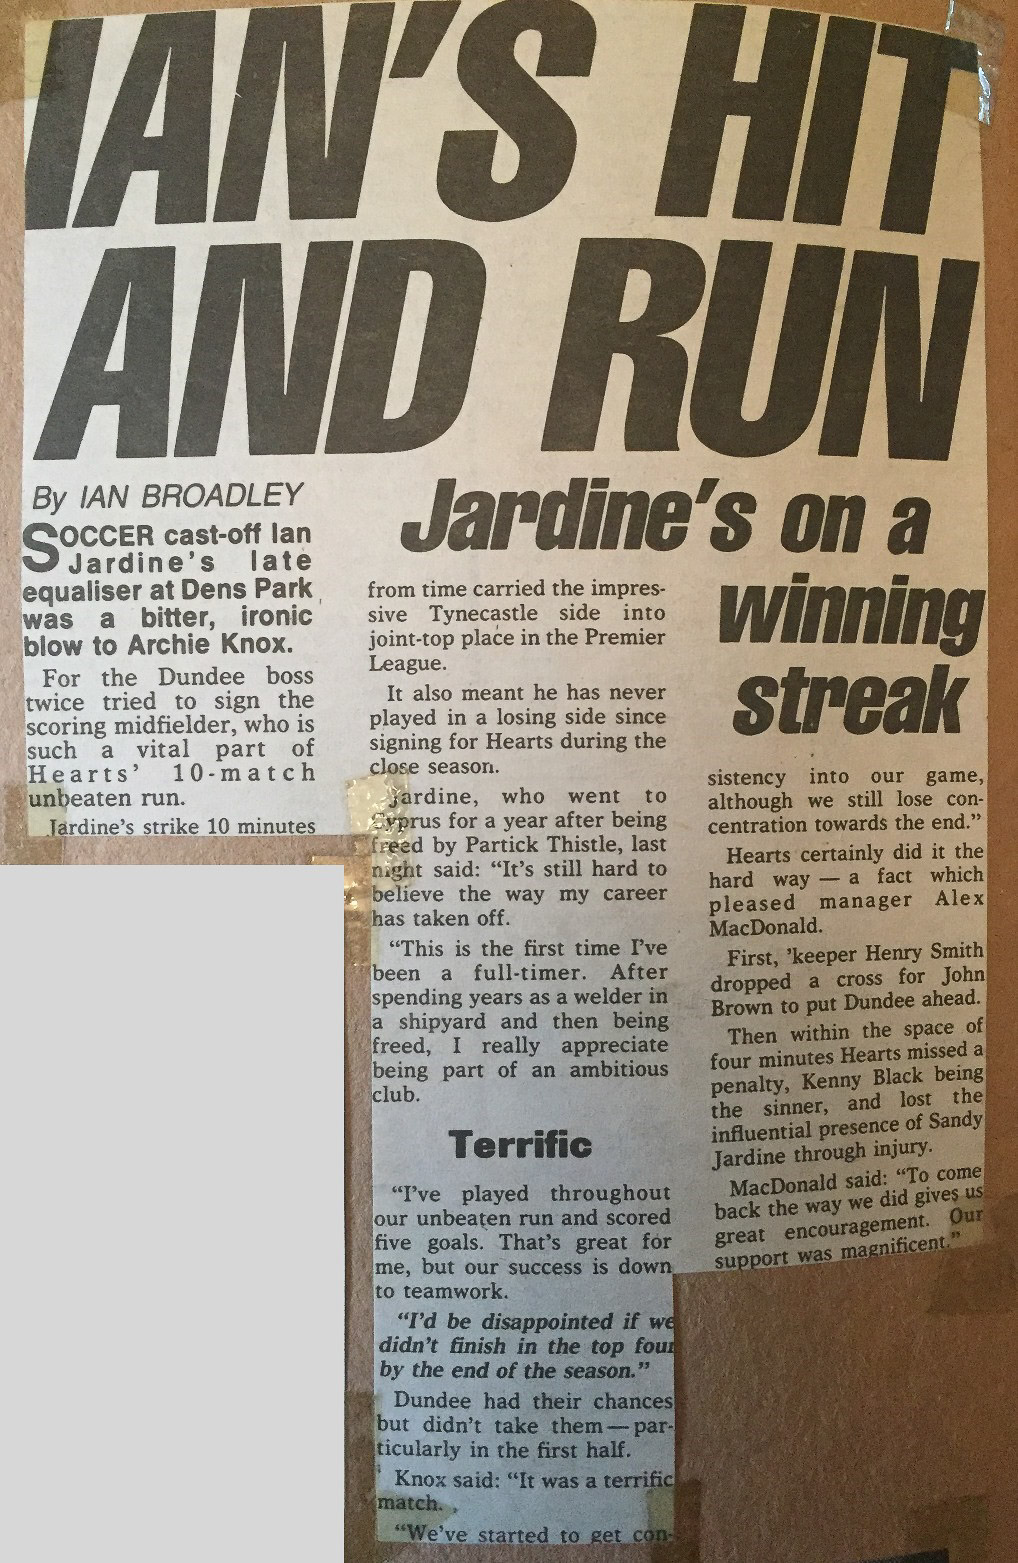 IAN'S HIT
AND RUN
Jardine's on a
winning
streak
By IAN BROADLEY
SOCCER cast-off Ian
Jardine's late
equaliser at Dens Park
was a bitter, ironic
blow to Archie Knox.
For the Dundee boss
twice tried to sign the
scoring midfielder, who is
such a vital part of
Hearts' 10-match
unbeaten run.
Jardine's strike 10 minutes
from time carried the impres-
sive Tynecastle side into
joint-top place in the Premier
League.
It also meant he has never
played in a losing side since
signing for Hearts during the
close season.
Jardine, who went to
Cyprus for a year after being
freed by Partick Thistle, last
night said: “It's still hard to
believe the way my career
has taken off.
“This is the first time I've
been a full-timer. After
spending years as a welder in
a shipyard and then being
freed, I really appreciate
being part of an ambitious
club.
Terrific
“I've played throughout
our unbeaten run and scored
five goals. That's great for
me, but our success is down
to teamwork.
“I'd be disappointed if we
didn't finish in the top four
by the end of the season.”
Dundee had their chances
but didn't take them — par-
ticularly in the first half.
Knox said: “It was a terrific
match.
“We've started to get con-
sistency into our game,
although we still lose con-
centration towards the end.”
Hearts certainly did it the
hard way — a fact which
pleased manager Alex
MacDonald.
First, 'keeper Henry Smith
dropped a cross for John
Brown to put Dundee ahead.
Then within the space of
four minutes Hearts missed a
penalty, Kenny Black being
the sinner, and lost the
influential presence of Sandy
Jardine through injury.
MacDonald said: “To come
back the way we did gives us
great encouragement. Our
support was magnificent.”